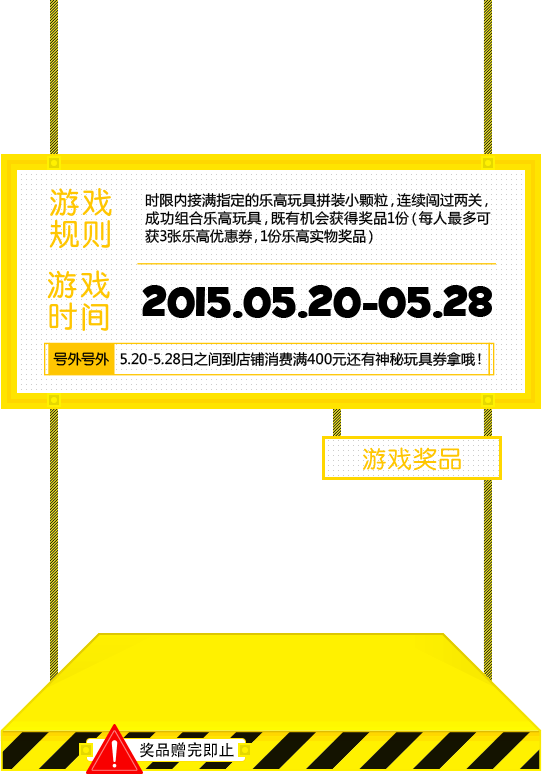 游戏
规则
时限内接满指定的乐高玩具拼装小颗粒，连续闯过两关，
成功组合乐高玩具，既有机会获得奖品1份（每人最多可
获3张乐高优惠券，1份乐高实物奖品）
游戏
时间
2015.05.20-05.28
号外号外 5.20-5.28日之间到店铺消费满400元还有神秘玩具券拿哦！
游戏奖品
奖品赠完即止